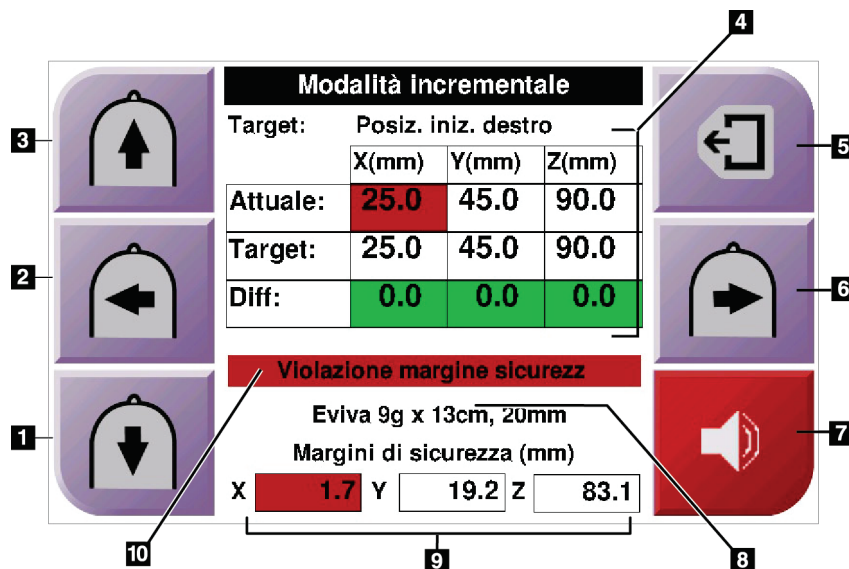 4
Modalità incrementale
3
Target: Posiz. iniz. destro
5
X(mm) Y(mm) Z(mm)
Attuale: 25.0 45.0 90.0
2
Target: 25.0 45.0 90.0
6
Diff: 0.0 0.0 0.0
Violazione margine sicurezz
1
Eviva 9g x 13cm, 20mm
7
Margini di sicurezza (mm)
X 1.7 Y 19.2 Z 83.1
10
9
8